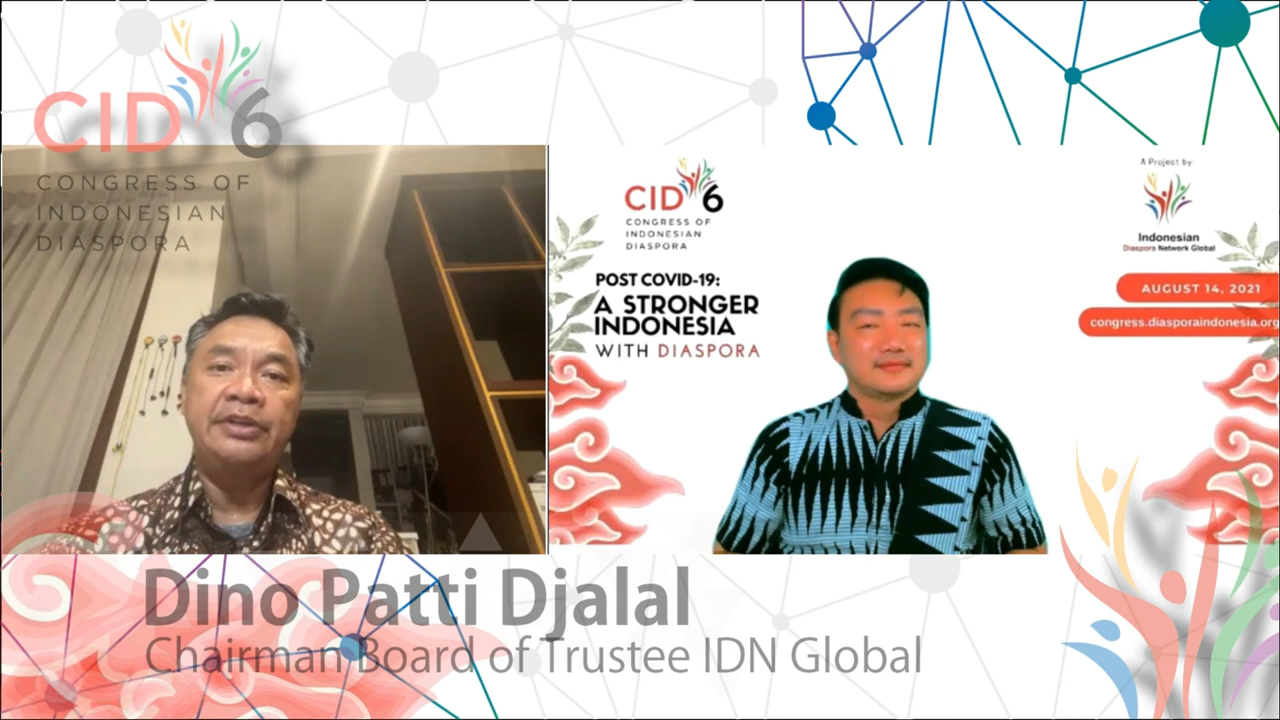 CID 6
CONGRESS OF
INDONESIAN
DIASPORA
CID 6
CONGRESS OF
INDONESIAN
DIASPORA
POST COVID-19:
A STRONGER
INDONESIA
WITH DIASPORA
A Project by:
Indonesian
Diaspora Network Global
AUGUST 14, 2021
congress.diasporaindonesia.org
Dino Patti Djalal
Chairman Board of Trustee IDN Global